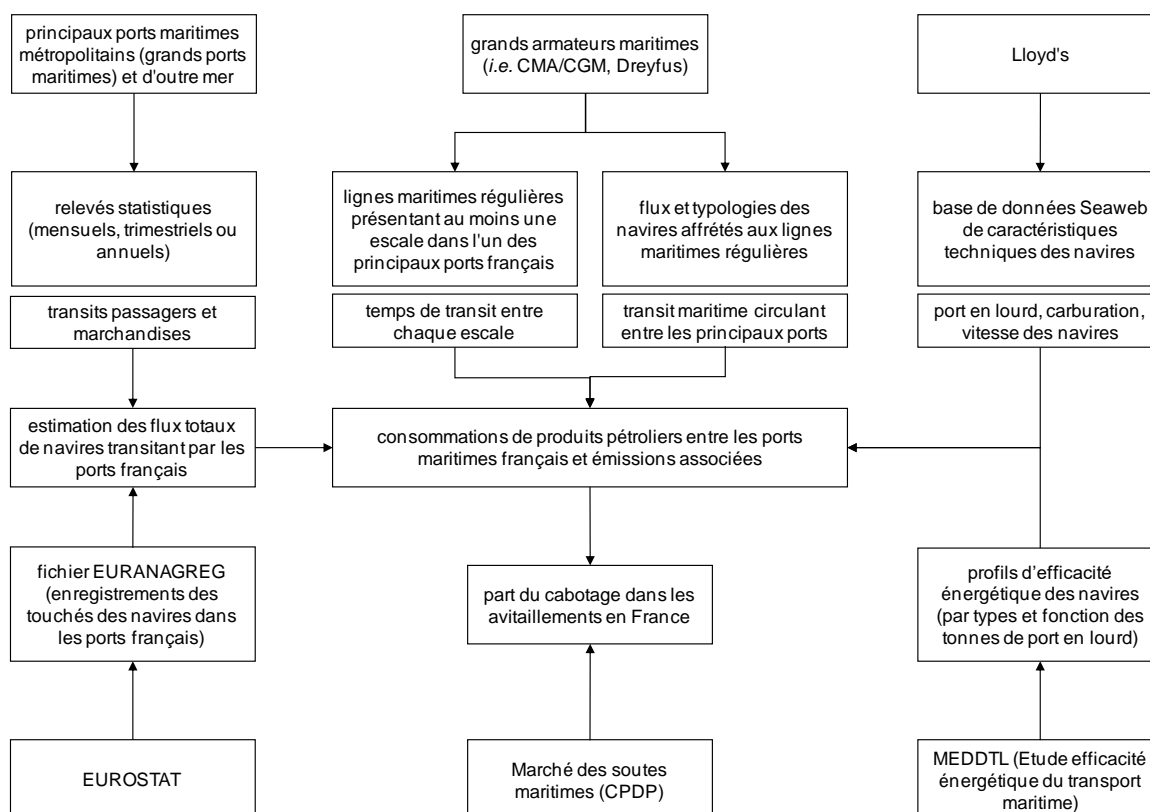 principaux ports maritimes
métropolitains (grands ports
maritimes) et d'outre mer
grands armateurs maritimes
(i.e. CMA/CGM, Dreyfus)
Lloyd's
relevés statistiques
(mensuels, trimestriels ou
annuels)
lignes maritimes régulières
présentant au moins une
escale dans l'un des
principaux ports français
flux et typologies des
navires affrétés aux lignes
maritimes régulières
base de données Seaweb
de caractéristiques
techniques des navires
transits passagers et
marchandises
temps de transit entre
chaque escale
transit maritime circulant
entre les principaux ports
port en lourd, carburation,
vitesse des navires
estimation des flux totaux
de navires transitant par les
ports français
consommations de produits pétroliers entre les ports
maritimes français et émissions associées
fichier EURANAGREG
(enregistrements des
touchés des navires dans
les ports français)
part du cabotage dans les
avitaillements en France
profils d’efficacité
énergétique des navires
(par types et fonction des
tonnes de port en lourd)
EUROSTAT
Marché des soutes
maritimes (CPDP)
MEDDTL (Etude efficacité
énergétique du transport
maritime)